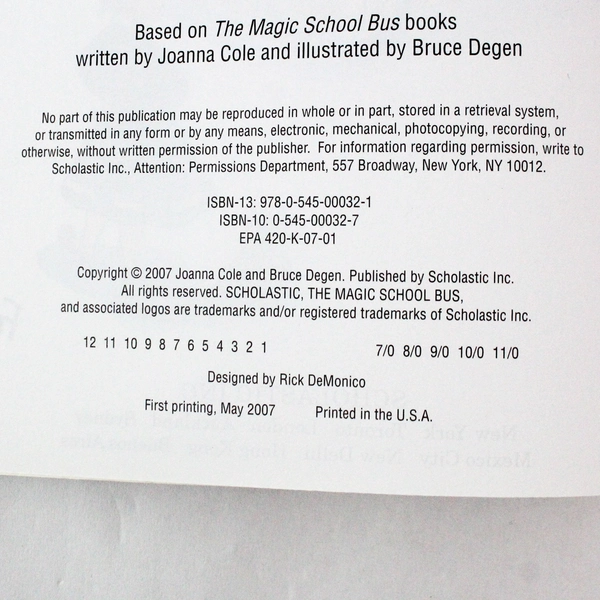 Based on The Magic School Bus books
written by Joanna Cole and illustrated by Bruce Degen
No part of this publication may be reproduced in whole or in part, stored in a retrieval system,
or transmitted in any form or by any means, electronic, mechanical, photocopying, recording, or
otherwise, without written permission of the publisher. For information regarding permission, write to
Scholastic Inc., Attention: Permissions Department, 557 Broadway, New York, NY 10012.
ISBN-13: 978-0-545-00032-1
ISBN-10: 0-545-00032-7
EPA 420-K-07-01
Copyright © 2007 Joanna Cole and Bruce Degen. Published by Scholastic Inc.
All rights reserved. SCHOLASTIC, THE MAGIC SCHOOL BUS,
and associated logos are trademarks and/or registered trademarks of Scholastic Inc.
12 11 10 9 8 7 6 5 4 3 2 1 7/0 8/0 9/0 10/0 11/0
Designed by Rick DeMonico
First printing, May 2007 Printed in the U.S.A.